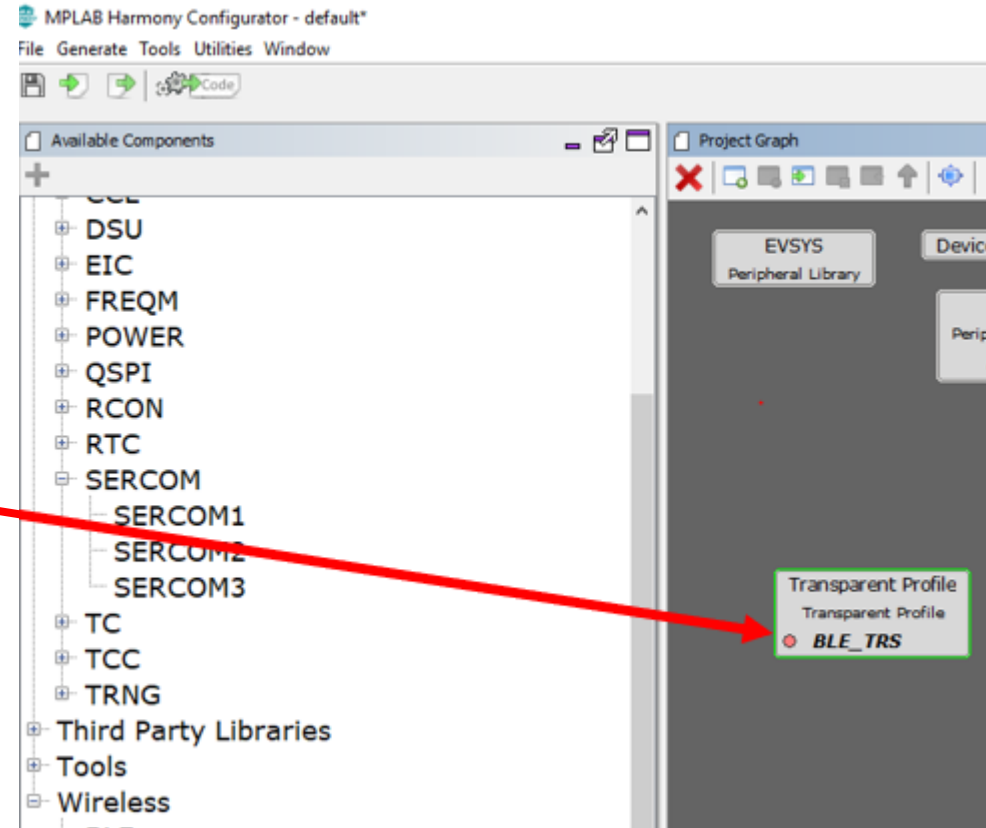 MPLAB Harmony Configurator - default*
File Generate Tools Utilities Window
Code
Available Components
CCL
DSU
EIC
FREQM
POWER
QSPI
RCON
RTC
SERCOM
SERCOM1
SERCOM2
SERCOM3
TC
TCC
TRNG
Third Party Libraries
Tools
Wireless
Project Graph
EVSYS
Peripheral Library
Devic
Perip
Transparent Profile
Transparent Profile
BLE_TRS